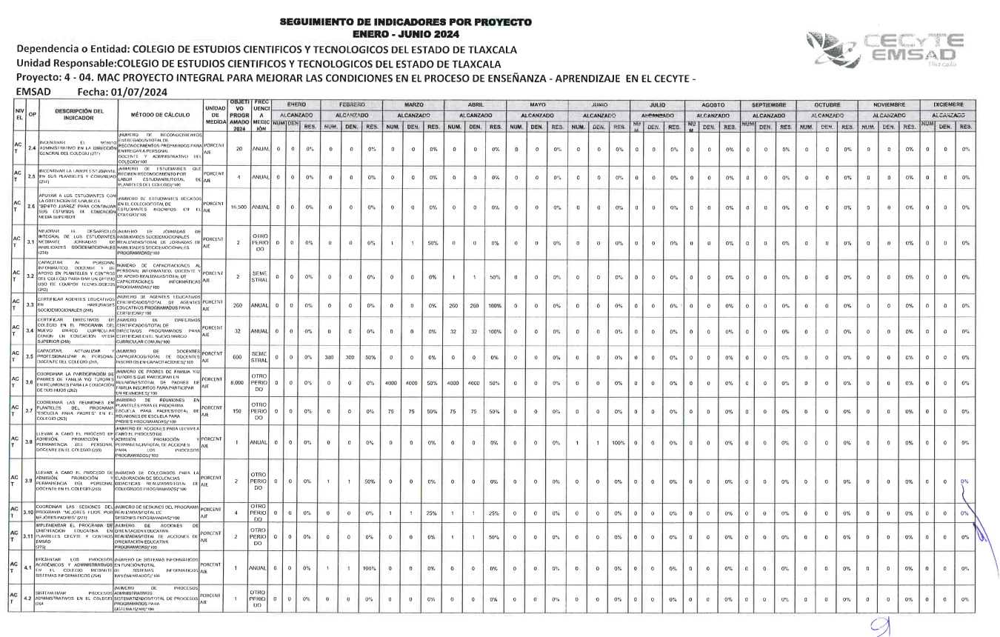 SEGUIMIENTO DE INDICADORES POR PROYECTO
ENERO - JUNIO 2024
CECyTE
EMSAD
Tlaxcala
Dependencia o Entidad: COLEGIO DE ESTUDIOS CIENTIFICOS Y TECNOLOGICOS DEL ESTADO DE TLAXCALA
Unidad Responsable:COLEGIO DE ESTUDIOS CIENTIFICOS Y TECNOLOGICOS DEL ESTADO DE TLAXCALA
Proyecto: 4 - 04. MAC PROYECTO INTEGRAL PARA MEJORAR LAS CONDICIONES EN EL PROCESO DE ENSEÑANZA - APRENDIZAJE EN EL CECYTE -
EMSAD Fecha: 01/07/2024
NIVEL OP DESCRIPCIÓN DEL INDICADOR MÉTODO DE CÁLCULO UNIDAD DE MEDIDA OBJETIVO PROGRAMADO 2024 FRECUENCIA MEDICIÓN ENERO FEBRERO MARZO ABRIL MAYO JUNIO JULIO AGOSTO SEPTIEMBRE OCTUBRE NOVIEMBRE DICIEMBRE
ALCANZADO ALCANZADO ALCANZADO ALCANZADO ALCANZADO ALCANZADO ALCANZADO ALCANZADO ALCANZADO ALCANZADO ALCANZADO ALCANZADO
NUM DEN RES. NUM. DEN. RES. NUM. DEN. RES. NUM. DEN. RES. NUM. DEN. RES. NUM. DEN. RES. NUM DEN. RES. NUM DEN. RES. NUM DEN. RES. NUM. DEN. RES. NUM. DEN. RES. NUM DEN. RES.
ACT 2.4 INCENTIVAR EL MÉRITO ADMINISTRATIVO EN LA DIRECCIÓN GENERAL DEL COLEGIO (251) (NÚMERO DE RECONOCIMIENTOS ENTREGADOS/TOTAL DE RECONOCIMIENTOS PREPARADOS PARA ENTREGAR A PERSONAL DOCENTE Y ADMINISTRATIVO DEL COLEGIO)*100 PORCENTAJE 20 ANUAL 0 0 0% 0 0 0% 0 0 0% 0 0 0% 0 0 0% 0 0 0% 0 0 0% 0 0 0% 0 0 0% 0 0 0% 0 0 0% 0 0 0%
ACT 2.5 INCENTIVAR LA LABOR ESTUDIANTIL EN SUS PLANTELES Y COMUNIDAD (257) (NÚMERO DE ESTUDIANTES QUE RECIBEN RECONOCIMIENTO POR LABOR ESTUDIANTIL/TOTAL DE PLANTELES DEL COLEGIO)*100 PORCENTAJE 4 ANUAL 0 0 0% 0 0 0% 0 0 0% 0 0 0% 0 0 0% 0 0 0% 0 0 0% 0 0 0% 0 0 0% 0 0 0% 0 0 0% 0 0 0%
ACT 2.6 APOYAR A LOS ESTUDIANTES CON LA OBTENCIÓN DE UNA BECA "BENITO JUÁREZ" PARA CONTINUAR SUS ESTUDIOS DE EDUCACIÓN MEDIA SUPERIOR (NÚMERO DE ESTUDIANTES BECADOS EN EL COLEGIO/TOTAL DE ESTUDIANTES INSCRITOS EN EL COLEGIO)*100 PORCENTAJE 16,500 ANUAL 0 0 0% 0 0 0% 0 0 0% 0 0 0% 0 0 0% 0 0 0% 0 0 0% 0 0 0% 0 0 0% 0 0 0% 0 0 0% 0 0 0%
ACT 3.1 MEJORAR EL DESARROLLO INTEGRAL DE LOS ESTUDIANTES MEDIANTE JORNADAS DE HABILIDADES SOCIOEMOCIONALES (238) (NÚMERO DE JORNADAS DE HABILIDADES SOCIOEMOCIONALES REALIZADAS/TOTAL DE JORNADAS DE HABILIDADES SOCIOEMOCIONALES PROGRAMADAS)*100 PORCENTAJE 2 OTRO PERIODO 0 0 0% 0 0 0% 1 1 50% 0 0 0% 0 0 0% 0 0 0% 0 0 0% 0 0 0% 0 0 0% 0 0 0% 0 0 0% 0 0 0%
ACT 3.2 CAPACITAR AL PERSONAL INFORMÁTICO, DOCENTE Y DE APOYO EN PLANTELES Y CENTROS DEL COLEGIO PARA DAR UN OPTIMO USO DE EQUIPOS TECNOLOGICOS (242) (NÚMERO DE CAPACITACIONES AL PERSONAL INFORMÁTICO, DOCENTE Y DE APOYO REALIZADAS/TOTAL DE CAPACITACIONES INFORMÁTICAS PROGRAMADAS)*100 PORCENTAJE 2 SEMESTRAL 0 0 0% 0 0 0% 0 0 0% 1 1 50% 0 0 0% 0 0 0% 0 0 0% 0 0 0% 0 0 0% 0 0 0% 0 0 0% 0 0 0%
ACT 3.3 CERTIFICAR AGENTES EDUCATIVOS EN HABILIDADES SOCIOEMOCIONALES (248) (NÚMERO DE AGENTES EDUCATIVOS CERTIFICADOS/TOTAL DE AGENTES EDUCATIVOS PROGRAMADOS PARA CERTIFICAR)*100 PORCENTAJE 260 ANUAL 0 0 0% 0 0 0% 0 0 0% 260 260 100% 0 0 0% 0 0 0% 0 0 0% 0 0 0% 0 0 0% 0 0 0% 0 0 0% 0 0 0%
ACT 3.4 CERTIFICAR DIRECTIVOS DE COLEGIO EN EL PROGRAMA DEL NUEVO MARCO CURRICULAR COMÚN EN EDUCACIÓN MEDIA SUPERIOR (248) (NÚMERO DE DIRECTIVOS CERTIFICADOS/TOTAL DE DIRECTIVOS PROGRAMADOS PARA CERTIFICAR EN EL NUEVO MARCO CURRICULAR COMÚN)*100 PORCENTAJE 32 ANUAL 0 0 0% 0 0 0% 0 0 0% 32 32 100% 0 0 0% 0 0 0% 0 0 0% 0 0 0% 0 0 0% 0 0 0% 0 0 0% 0 0 0%
ACT 3.5 CAPACITAR, ACTUALIZAR Y PROFESIONALIZAR AL PERSONAL DOCENTE DEL COLEGIO (261) (NÚMERO DE DOCENTES CAPACITADOS/TOTAL DE DOCENTES INSCRITOS EN CAPACITACIÓN)*100 PORCENTAJE 600 SEMESTRAL 0 0 0% 300 300 50% 0 0 0% 0 0 0% 0 0 0% 0 0 0% 0 0 0% 0 0 0% 0 0 0% 0 0 0% 0 0 0% 0 0 0%
ACT 3.6 COORDINAR LA PARTICIPACIÓN DE PADRES DE FAMILIA Y/O TUTORES EN REUNIONES PARA LA EDUCACIÓN DE SUS HIJOS (262) (NÚMERO DE PADRES DE FAMILIA Y/O TUTORES QUE PARTICIPAN EN REUNIONES/TOTAL DE PADRES DE FAMILIA INSCRITOS PARA PARTICIPAR EN REUNIONES)*100 PORCENTAJE 8,000 OTRO PERIODO 0 0 0% 0 0 0% 4000 4000 50% 4000 4000 50% 0 0 0% 0 0 0% 0 0 0% 0 0 0% 0 0 0% 0 0 0% 0 0 0% 0 0 0%
ACT 3.7 COORDINAR LAS REUNIONES EN PLANTELES DEL PROGRAMA "ESCUELA PARA PADRES" EN EL COLEGIO (263) (NÚMERO DE REUNIONES EN PLANTELES PARA EL PROGRAMA ESCUELA PARA PADRES/TOTAL DE REUNIONES DE ESCUELA PARA PADRES PROGRAMADAS)*100 PORCENTAJE 150 OTRO PERIODO 0 0 0% 0 0 0% 75 75 50% 75 75 50% 0 0 0% 0 0 0% 0 0 0% 0 0 0% 0 0 0% 0 0 0% 0 0 0% 0 0 0%
ACT 3.8 LLEVAR A CABO EL PROCESO DE ADMISIÓN, PROMOCIÓN Y PERMANENCIA DEL PERSONAL DOCENTE EN EL COLEGIO (265) (NÚMERO DE ACCIONES PARA LLEVAR A CABO EL PROCESO DE ADMISIÓN, PROMOCIÓN Y PERMANENCIA/TOTAL DE ACCIONES PARA LOS PROCESOS PROGRAMADOS)*100 PORCENTAJE 1 ANUAL 0 0 0% 0 0 0% 0 0 0% 0 0 0% 0 0 0% 1 1 100% 0 0 0% 0 0 0% 0 0 0% 0 0 0% 0 0 0% 0 0 0%
ACT 3.9 LLEVAR A CABO EL PROCESO DE ADMISIÓN, PROMOCIÓN Y PERMANENCIA DEL PERSONAL DOCENTE EN EL COLEGIO (NÚMERO DE COLEGIADOS PARA LA ELABORACIÓN DE SECUENCIAS DIDÁCTICAS REALIZADAS/TOTAL DE COLEGIADOS PROGRAMADOS)*100 PORCENTAJE 2 OTRO PERIODO 0 0 0% 1 1 50% 0 0 0% 0 0 0% 0 0 0% 0 0 0% 0 0 0% 0 0 0% 0 0 0% 0 0 0% 0 0 0% 0 0 0%
ACT 3.10 COORDINAR LAS SESIONES DEL PROGRAMA "MEJORES HIJOS, POR MEJORES PADRES" (271) (NÚMERO DE SESIONES DEL PROGRAMA REALIZADAS/TOTAL DE SESIONES PROGRAMADAS)*100 PORCENTAJE 4 OTRO PERIODO 0 0 0% 0 0 0% 1 1 25% 1 1 25% 0 0 0% 0 0 0% 0 0 0% 0 0 0% 0 0 0% 0 0 0% 0 0 0% 0 0 0%
ACT 3.11 IMPLEMENTAR EL PROGRAMA DE ORIENTACIÓN EDUCATIVA EN PLANTELES CECYTE Y CENTROS EMSAD (275) (NÚMERO DE ACCIONES DE ORIENTACIÓN EDUCATIVA REALIZADAS/TOTAL DE ACCIONES DE ORIENTACIÓN EDUCATIVA PROGRAMADAS)*100 PORCENTAJE 2 OTRO PERIODO 0 0 0% 0 0 0% 0 0 0% 1 1 50% 0 0 0% 0 0 0% 0 0 0% 0 0 0% 0 0 0% 0 0 0% 0 0 0% 0 0 0%
ACT 4.1 EFICIENTAR LOS PROCESOS ACADÉMICOS Y ADMINISTRATIVOS EN EL COLEGIO MEDIANTE SISTEMAS INFORMÁTICOS (264) (NÚMERO DE SISTEMAS INFORMATICOS EN FUNCIÓN/TOTAL DE SISTEMAS INFORMÁTICOS IMPLEMENTADOS)*100 PORCENTAJE 1 ANUAL 0 0 0% 1 1 100% 0 0 0% 0 0 0% 0 0 0% 0 0 0% 0 0 0% 0 0 0% 0 0 0% 0 0 0% 0 0 0% 0 0 0%
ACT 4.2 SISTEMATIZAR PROCESOS ADMINISTRATIVOS EN EL COLEGIO (264 (NÚMERO DE PROCESOS ADMINISTRATIVOS SISTEMATIZADOS/TOTAL DE PROCESOS PROGRAMADOS PARA SISTEMATIZAR)*100 PORCENTAJE 1 OTRO PERIODO 0 0 0% 0 0 0% 0 0 0% 0 0 0% 0 0 0% 0 0 0% 0 0 0% 0 0 0% 0 0 0% 0 0 0% 0 0 0% 0 0 0%